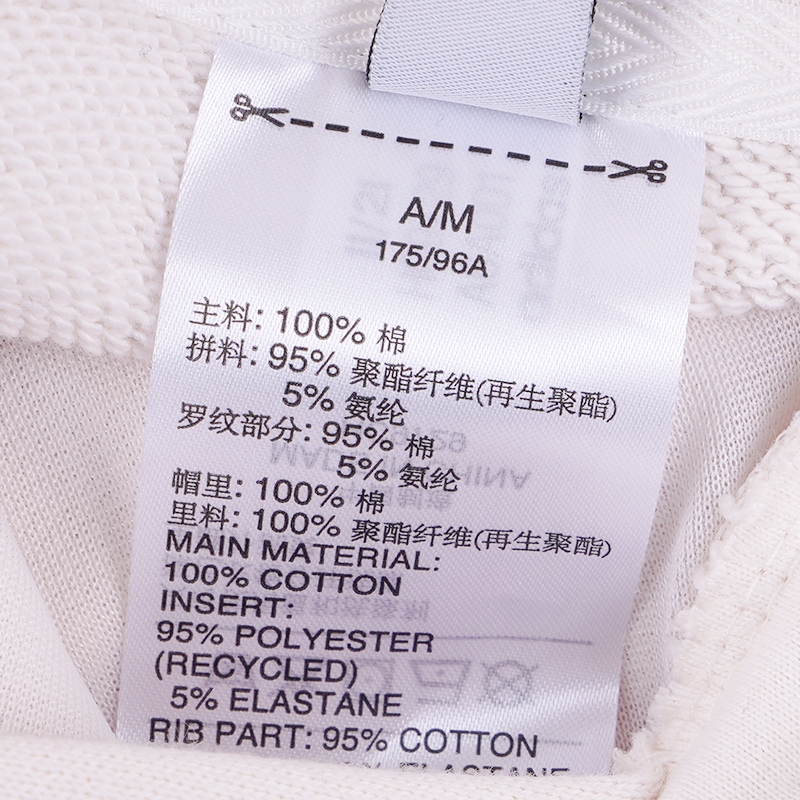 A/M
175/96A
主料: 100% 棉
拼料: 95% 聚酯纤维(再生聚酯)
5% 氨纶
罗纹部分: 95% 棉
5% 氨纶
帽里: 100% 棉
里料: 100% 聚酯纤维(再生聚酯)
MAIN MATERIAL:
100% COTTON
INSERT:
95% POLYESTER
(RECYCLED)
5% ELASTANE
RIB PART: 95% COTTON
ELASTANE